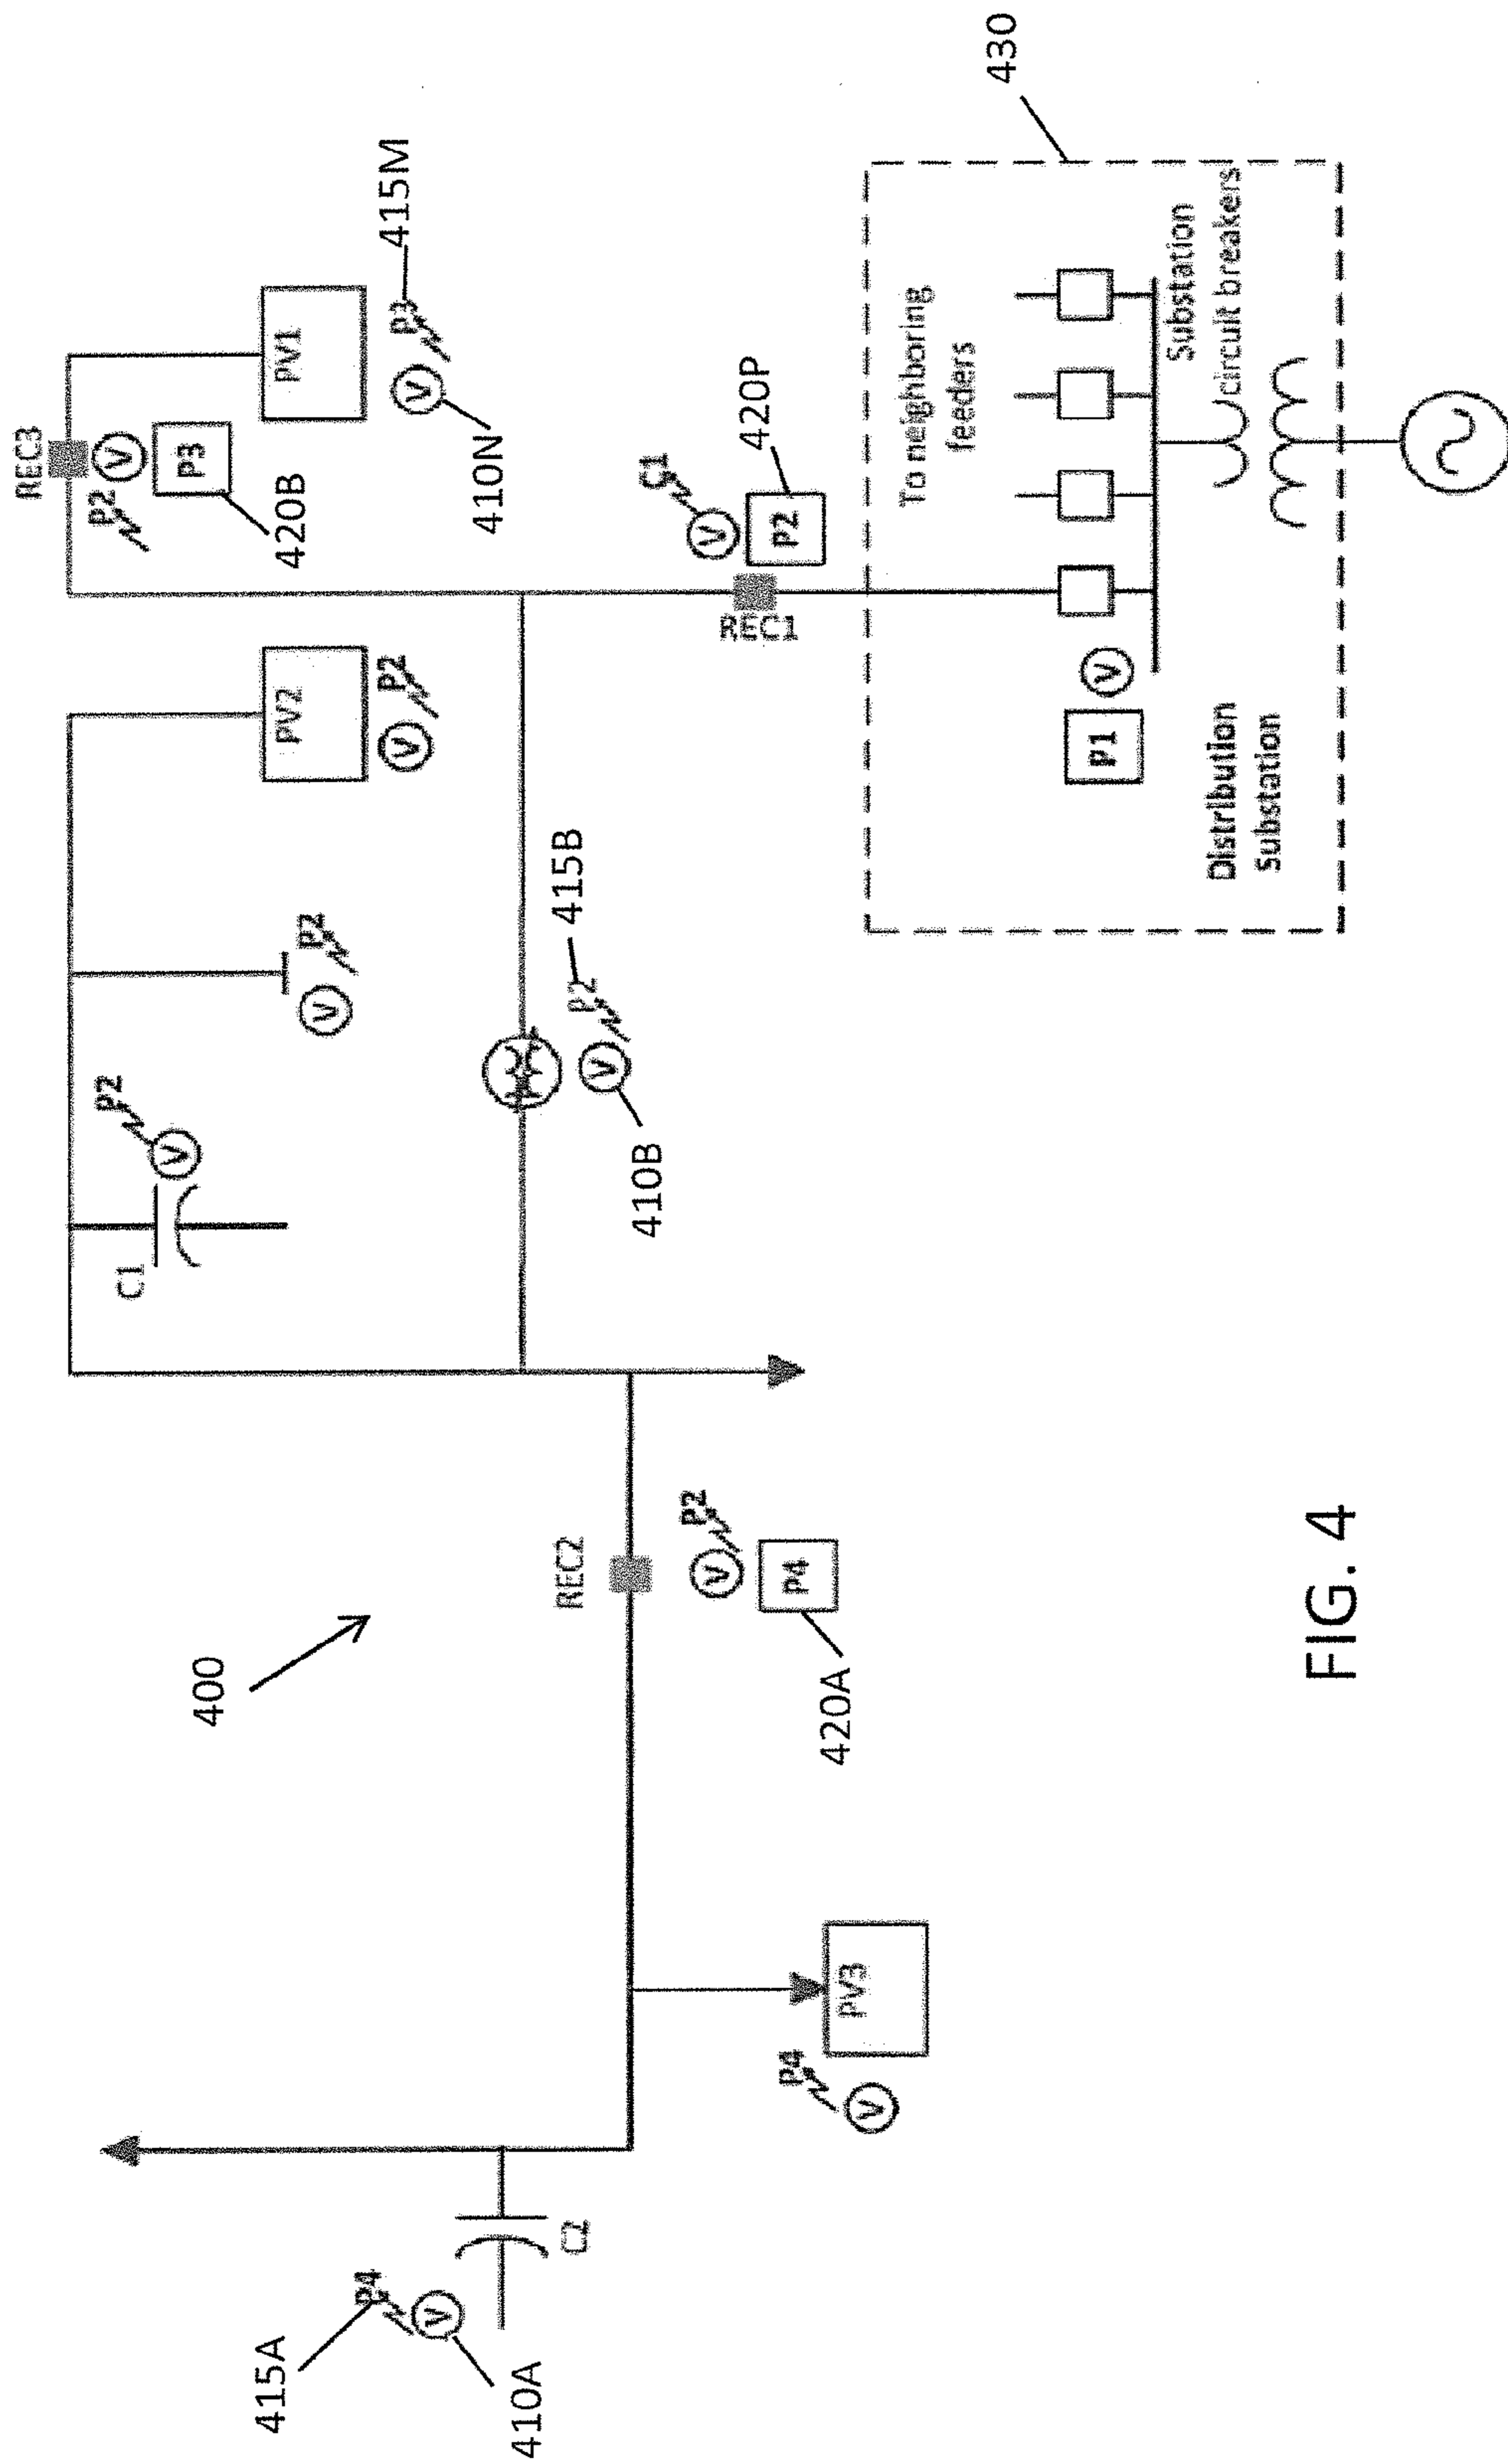 400
415A
P4
V
410A
C2
P4
V
PV3
REC2
V
P2
P4
420A
C1
P2
V
V
P2
PV2
V
P2
P2
415B
V
410B
REC3
P2
V
P3
420B
PV1
P3
415M
V
410N
C1
V
P2
420P
REC1
430
To neighboring
feeders
P1
V
Substation
circuit breakers
Distribution
Substation
FIG. 4